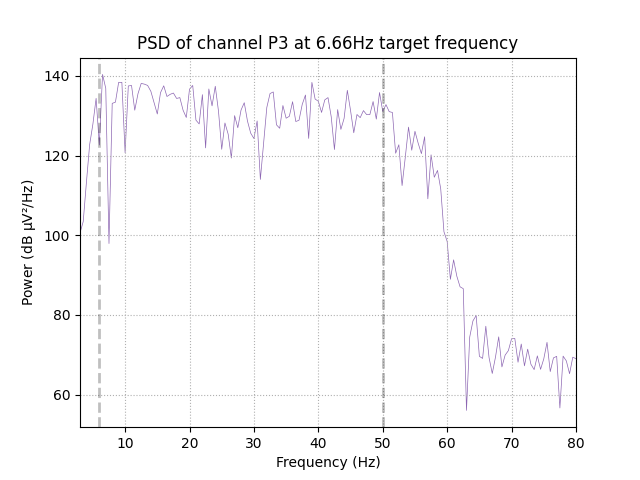 PSD of channel P3 at 6.66Hz target frequency
140
120
100
80
60
Power (dB µV²/Hz)
10 20 30 40 50 60 70 80
Frequency (Hz)